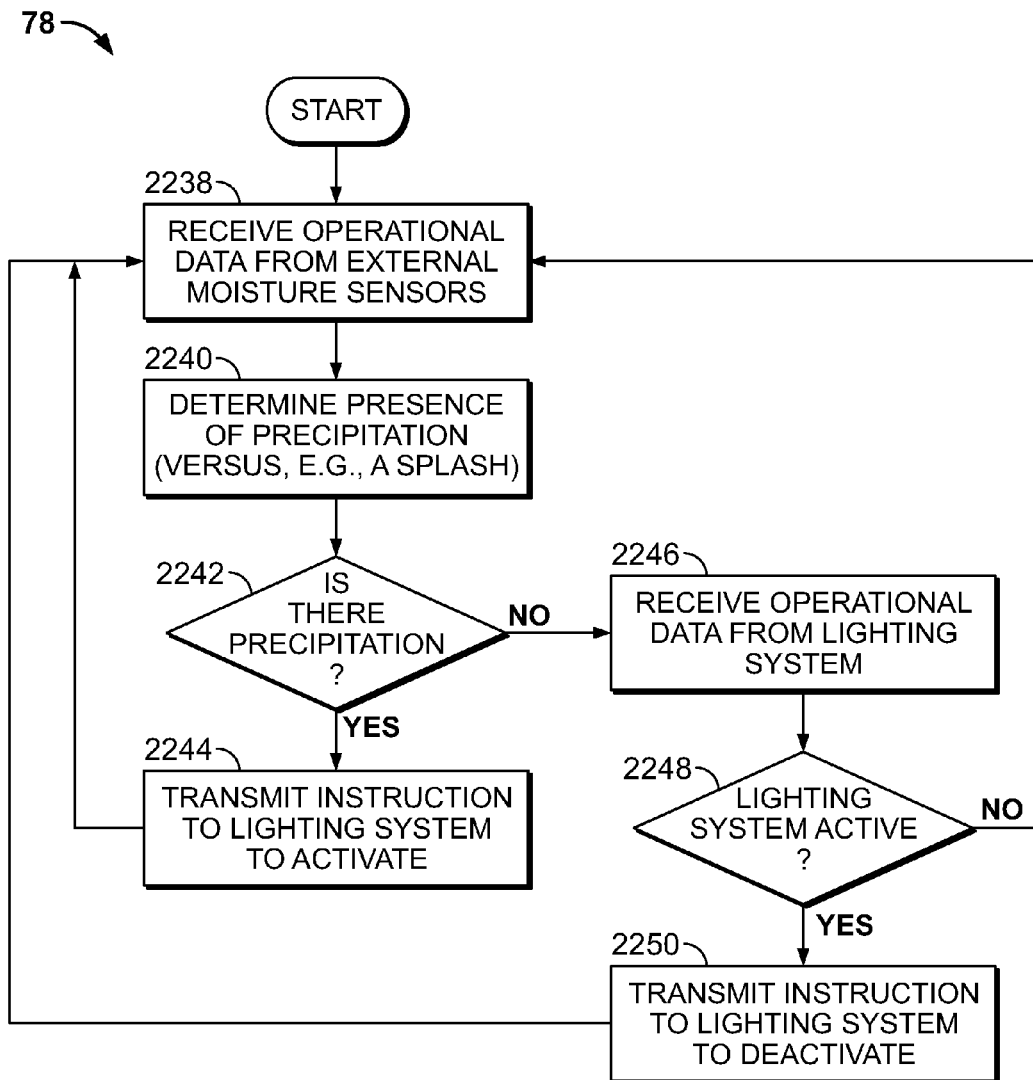 78
START
2238
RECEIVE OPERATIONAL
DATA FROM EXTERNAL
MOISTURE SENSORS
2240
DETERMINE PRESENCE
OF PRECIPITATION
(VERSUS, E.G., A SPLASH)
2242
IS
THERE
PRECIPITATION
?
NO
YES
2244
TRANSMIT INSTRUCTION
TO LIGHTING SYSTEM
TO ACTIVATE
2246
RECEIVE OPERATIONAL
DATA FROM LIGHTING
SYSTEM
2248
LIGHTING
SYSTEM ACTIVE
?
NO
YES
2250
TRANSMIT INSTRUCTION
TO LIGHTING SYSTEM
TO DEACTIVATE